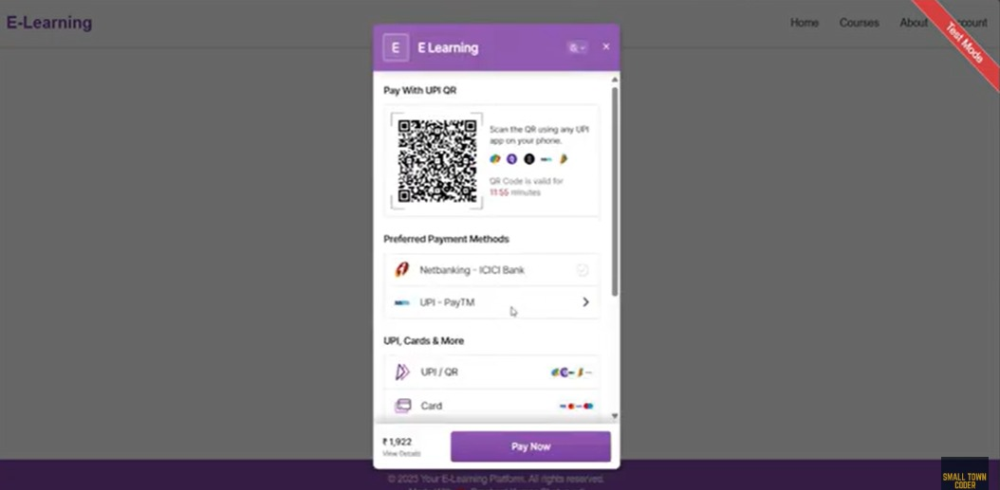 E-Learning
Home Courses About
Test Mode
E E Learning
Pay With UPI QR
Scan the QR using any UPI
app on your phone.
QR Code is valid for
11:55 minutes
Preferred Payment Methods
Netbanking - ICICI Bank
UPI - PayTM
UPI, Cards & More
UPI / QR
Card
₹ 1,922
View Details
Pay Now
© 2025 Your E-Learning Platform. All rights reserved.
SMALL TOWN
CODER